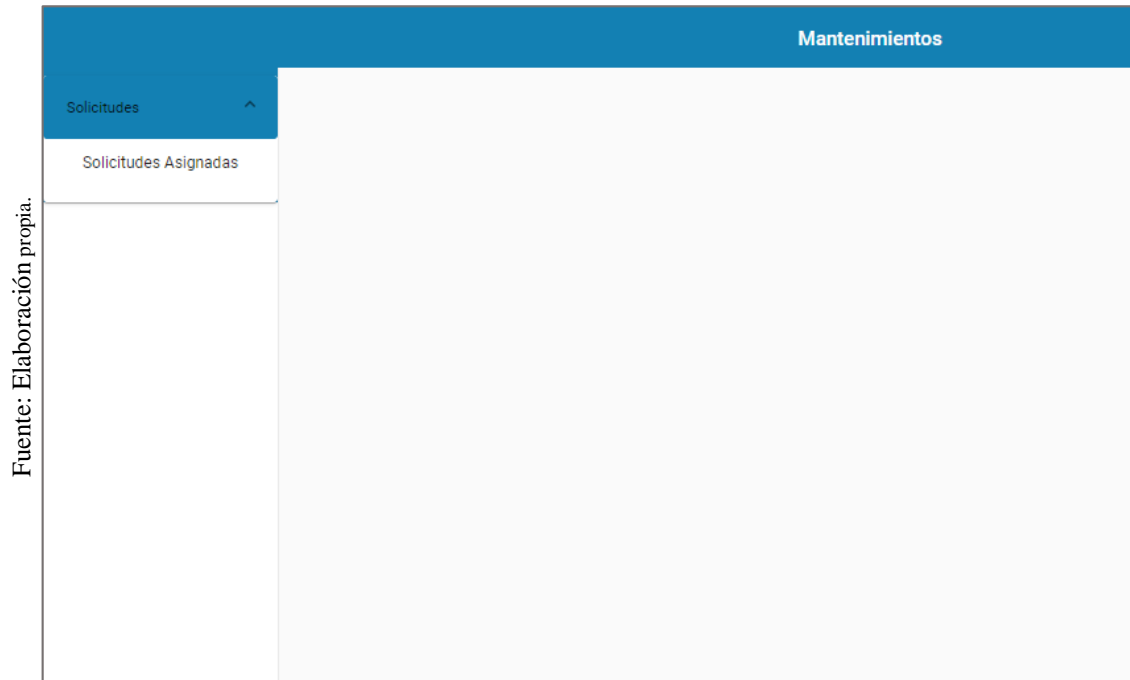 Mantenimientos
Solicitudes
Solicitudes Asignadas
Fuente: Elaboración propia.